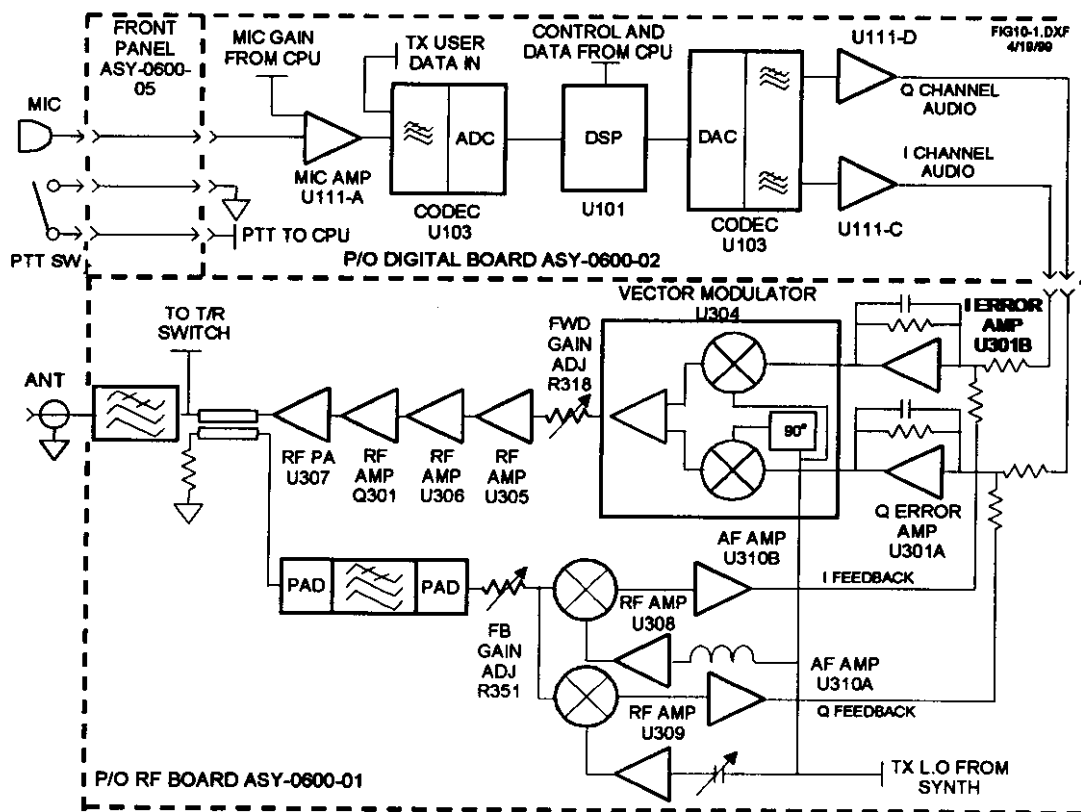 FRONT
PANEL
ASY-0600-
05
MIC GAIN
FROM CPU
TX USER
DATA IN
CONTROL AND
DATA FROM CPU
U111-D
FIG10-1.DXF
4/19/99
MIC
Q CHANNEL
AUDIO
ADC
DSP
DAC
I CHANNEL
AUDIO
MIC AMP
U111-A
CODEC
U103
U101
CODEC
U103
U111-C
PTT SW
PTT TO CPU
P/O DIGITAL BOARD ASY-0600-02
TO T/R
SWITCH
FWD
GAIN
ADJ
R318
VECTOR MODULATOR
U304
I ERROR
AMP
U301B
ANT
90°
RF PA
U307
RF
AMP
Q301
RF
AMP
U306
RF
AMP
U305
Q ERROR
AMP
U301A
AF AMP
U310B
PAD
PAD
I FEEDBACK
RF AMP
U308
FB
GAIN
ADJ
R351
AF AMP
U310A
RF AMP
U309
Q FEEDBACK
P/O RF BOARD ASY-0600-01
TX L.O FROM
SYNTH